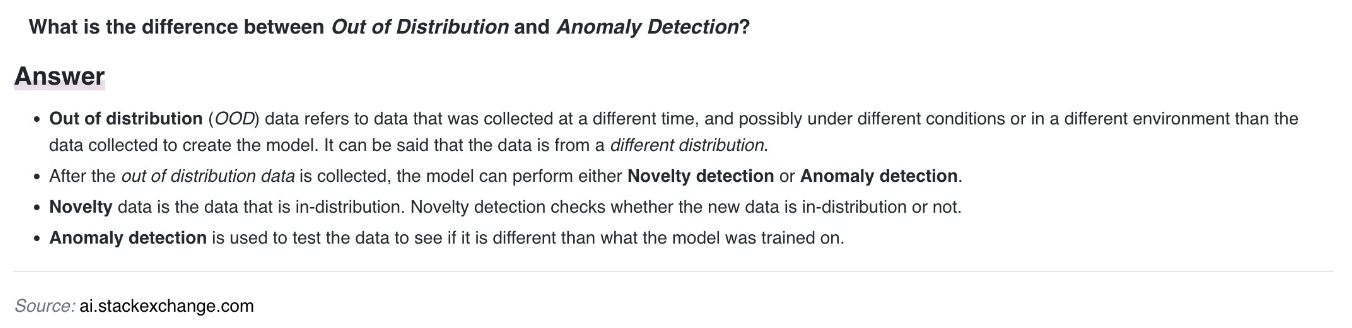 What is the difference between Out of Distribution and Anomaly Detection?
Answer
• Out of distribution (OOD) data refers to data that was collected at a different time, and possibly under different conditions or in a different environment than the
data collected to create the model. It can be said that the data is from a different distribution.
• After the out of distribution data is collected, the model can perform either Novelty detection or Anomaly detection.
• Novelty data is the data that is in-distribution. Novelty detection checks whether the new data is in-distribution or not.
• Anomaly detection is used to test the data to see if it is different than what the model was trained on.
Source: ai.stackexchange.com